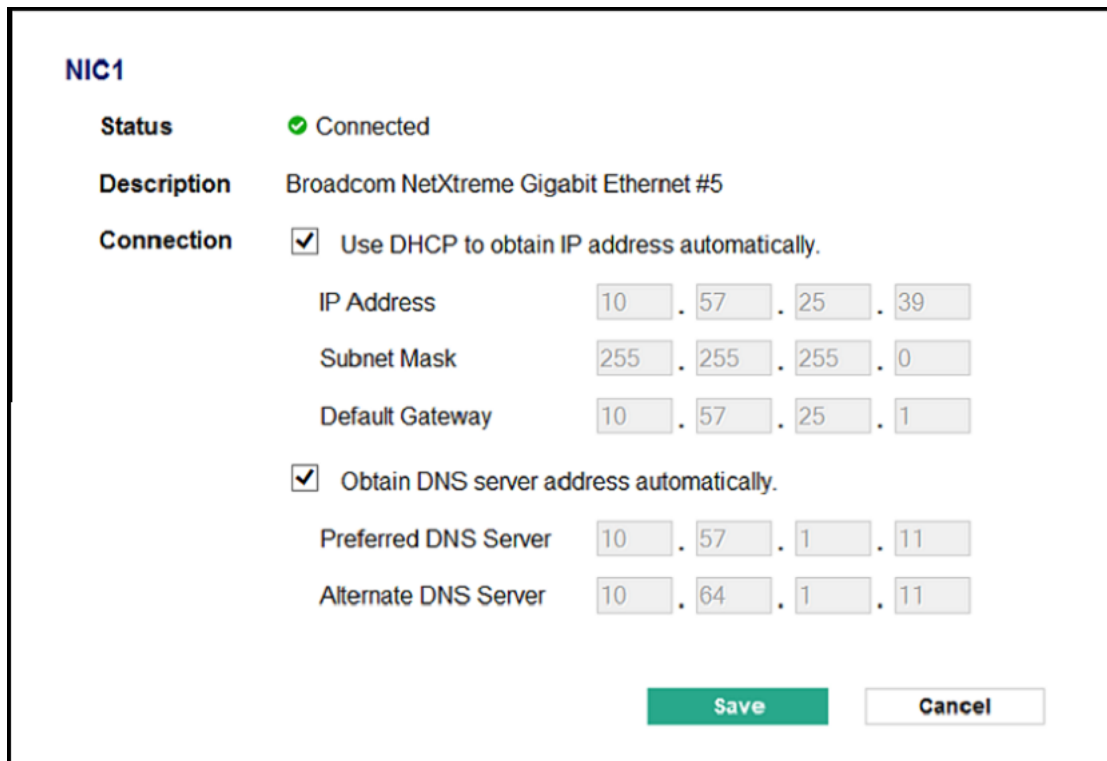 NIC1
Status Connected
Description Broadcom NetXtreme Gigabit Ethernet #5
Connection Use DHCP to obtain IP address automatically.
IP Address 10 . 57 . 25 . 39
Subnet Mask 255 . 255 . 255 . 0
Default Gateway 10 . 57 . 25 . 1
Obtain DNS server address automatically.
Preferred DNS Server 10 . 57 . 1 . 11
Alternate DNS Server 10 . 64 . 1 . 11
Save Cancel